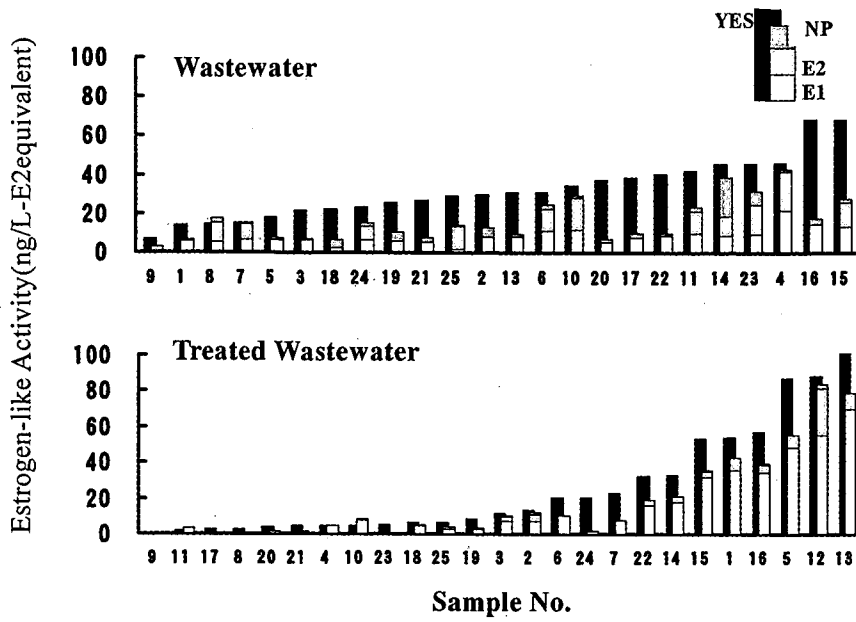 Estrogen-like Activity(ng/L-E2equivalent)
YES
NP
E2
E1
Wastewater
100
80
60
40
20
0
9 1 8 7 5 3 18 24 19 21 25 2 13 6 10 20 17 22 11 14 23 4 16 15
Treated Wastewater
100
80
60
40
20
0
9 11 17 8 20 21 4 10 23 18 25 19 3 2 6 24 7 22 14 15 1 16 5 12 13
Sample No.